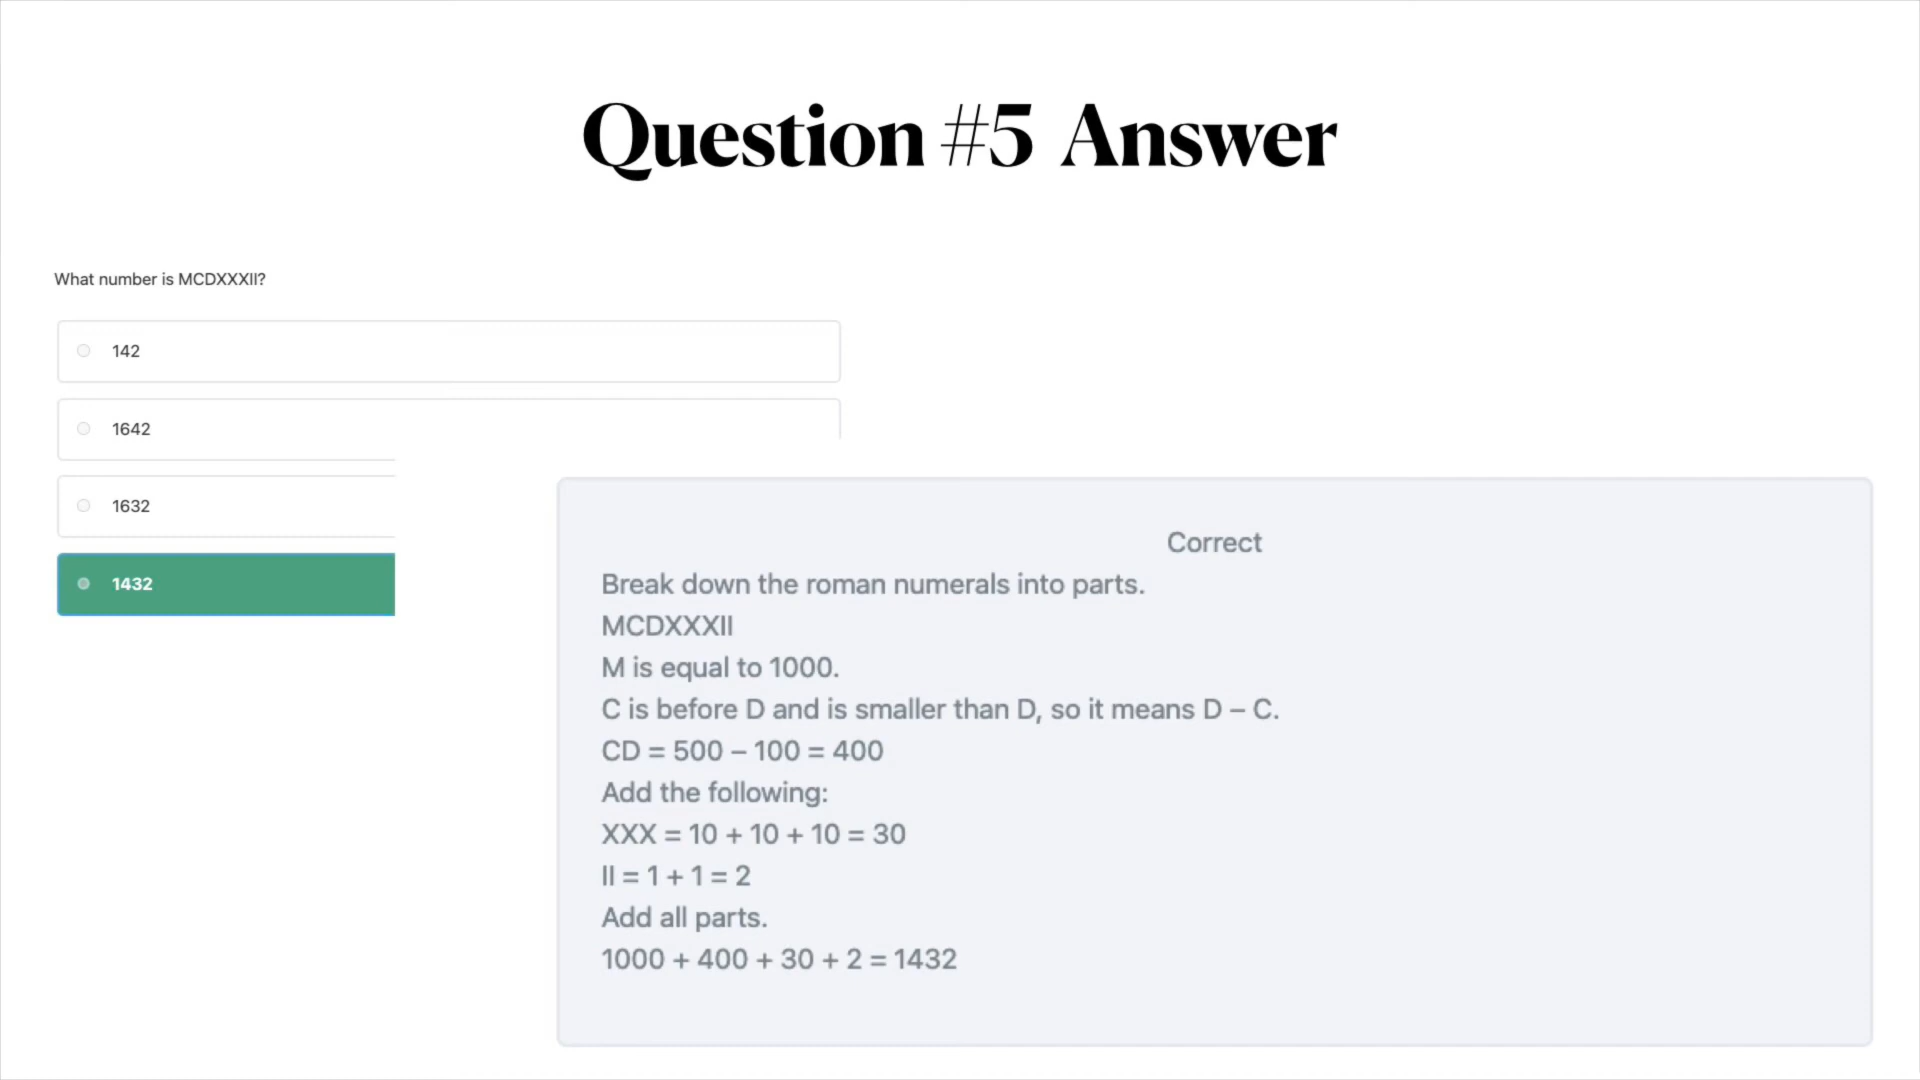 Question #5 Answer
What number is MCDXXXII?
142
1642
1632
1432
Correct
Break down the roman numerals into parts.
MCDXXXII
M is equal to 1000.
C is before D and is smaller than D, so it means D – C.
CD = 500 – 100 = 400
Add the following:
XXX = 10 + 10 + 10 = 30
II = 1 + 1 = 2
Add all parts.
1000 + 400 + 30 + 2 = 1432